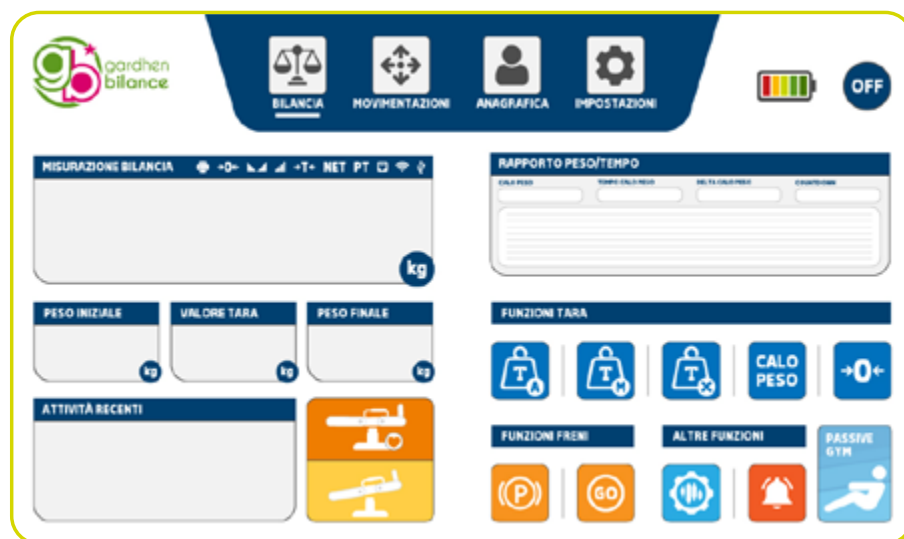 gardhen
bilance
BILANCIA
MOVIMENTAZIONI
ANAGRAFICA
IMPOSTAZIONI
OFF
MISURAZIONE BILANCIA →0← →T← NET PT
kg
RAPPORTO PESO/TEMPO
CALO PESO
TEMPO CALO PESO
DELTA CALO PESO
COUNTDOWN
PESO INIZIALE
kg
VALORE TARA
kg
PESO FINALE
kg
FUNZIONI TARA
T A
T M
T X
CALO
PESO
→0←
ATTIVITÀ RECENTI
FUNZIONI FRENI
(P)
GO
ALTRE FUNZIONI
PASSIVE
GYM